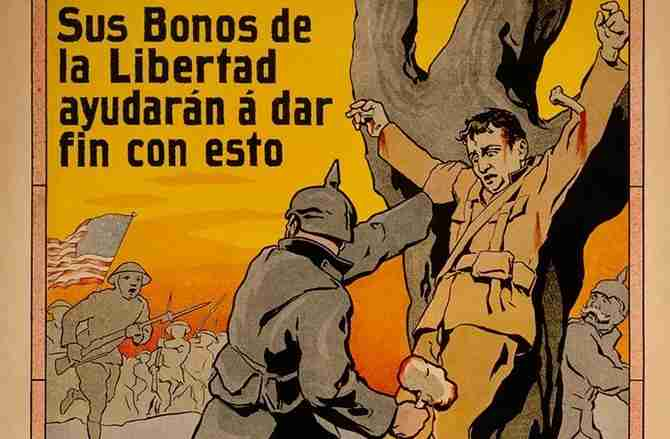 Sus Bonos de
la Libertad
ayudarán á dar
fin con esto